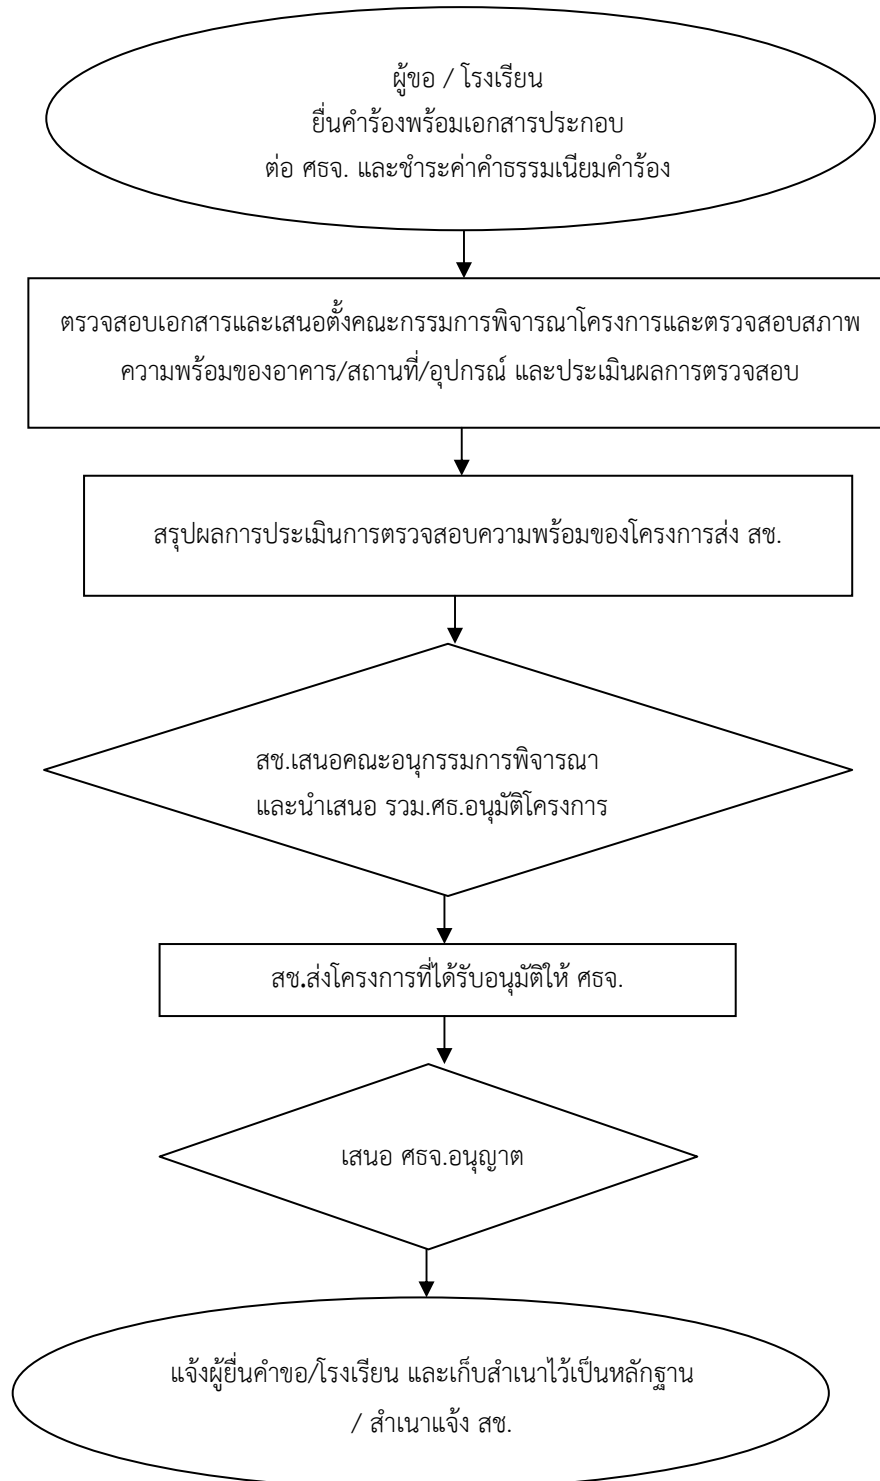 ผู้ขอ / โรงเรียน
ยื่นคำร้องพร้อมเอกสารประกอบ
ต่อ ศธจ. และชำระค่าคำธรรมเนียมคำร้อง
ตรวจสอบเอกสารและเสนอตั้งคณะกรรมการพิจารณาโครงการและตรวจสอบสภาพ
ความพร้อมของอาคาร/สถานที่/อุปกรณ์ และประเมินผลการตรวจสอบ
สรุปผลการประเมินการตรวจสอบความพร้อมของโครงการส่ง สช.
สช.เสนอคณะอนุกรรมการพิจารณา
และนำเสนอ รวม.ศธ.อนุมัติโครงการ
สช.ส่งโครงการที่ได้รับอนุมัติให้ ศธจ.
เสนอ ศธจ.อนุญาต
แจ้งผู้ยื่นคำขอ/โรงเรียน และเก็บสำเนาไว้เป็นหลักฐาน
/ สำเนาแจ้ง สช.